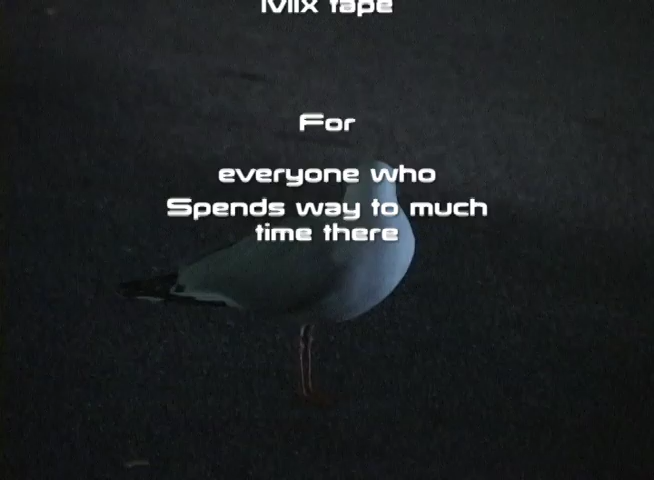 Mix tape
For
everyone who
Spends way to much
time there